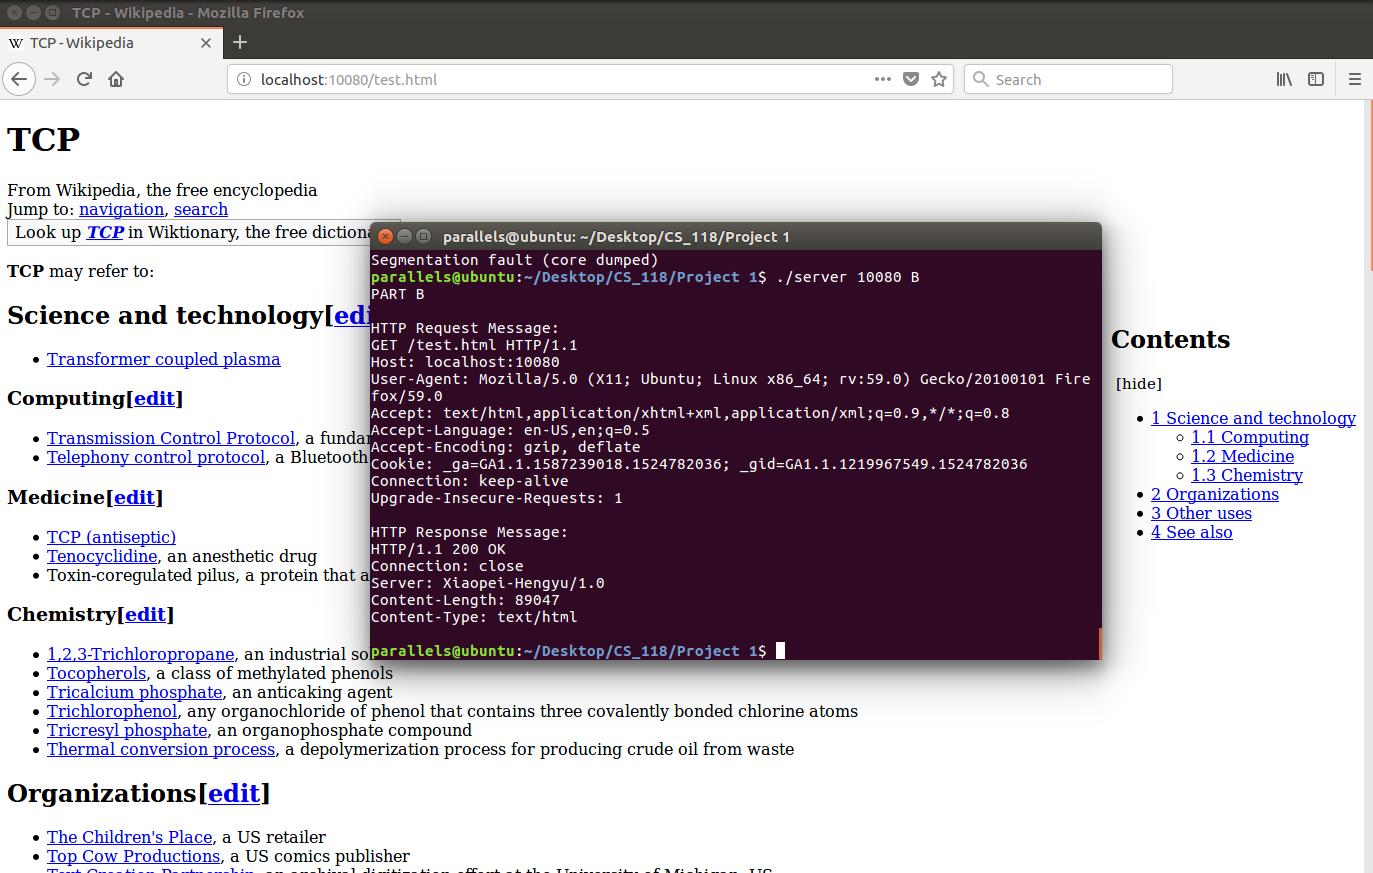 TCP - Wikipedia - Mozilla Firefox
W TCP - Wikipedia
localhost:10080/test.html
Search
TCP
From Wikipedia, the free encyclopedia
Jump to: navigation, search
Look up TCP in Wiktionary, the free
TCP may refer to:
Science and technology[
Transformer coupled plasma
Computing[edit]
Transmission Control Protocol, a
Telephony control protocol, a Bluetooth
Medicine[edit]
TCP (antiseptic)
Tenocyclidine, an anesthetic drug
Toxin-coregulated pilus, a protein that
Chemistry[edit]
1,2,3-Trichloropropane, an industrial
Tocopherols, a class of methylated phenols
Tricalcium phosphate, an anticaking agent
Trichlorophenol, any organochloride of phenol that contains three covalently bonded chlorine atoms
Tricresyl phosphate, an organophosphate compound
Thermal conversion process, a depolymerization process for producing crude oil from waste
Organizations[edit]
The Children's Place, a US retailer
Top Cow Productions, a US comics publisher
parallels@ubuntu: ~/Desktop/CS_118/Project 1
Segmentation fault (core dumped)
parallels@ubuntu:~/Desktop/CS_118/Project 1$ ./server 10080 B
PART B
HTTP Request Message:
GET /test.html HTTP/1.1
Host: localhost:10080
User-Agent: Mozilla/5.0 (X11; Ubuntu; Linux x86_64; rv:59.0) Gecko/20100101 Fire
fox/59.0
Accept: text/html,application/xhtml+xml,application/xml;q=0.9,*/*;q=0.8
Accept-Language: en-US,en;q=0.5
Accept-Encoding: gzip, deflate
Cookie: _ga=GA1.1.1587239018.1524782036; _gid=GA1.1.1219967549.1524782036
Connection: keep-alive
Upgrade-Insecure-Requests: 1
HTTP Response Message:
HTTP/1.1 200 OK
Connection: close
Server: Xiaopei-Hengyu/1.0
Content-Length: 89047
Content-Type: text/html
parallels@ubuntu:~/Desktop/CS_118/Project 1$
Contents
[hide]
1 Science and technology
1.1 Computing
1.2 Medicine
1.3 Chemistry
2 Organizations
3 Other uses
4 See also